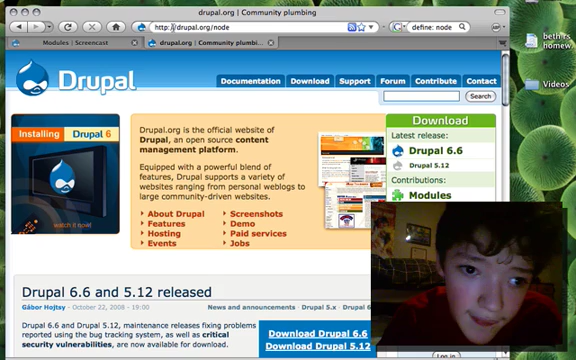 drupal.org | Community plumbing
http://drupal.org/node
define: node
Modules | Screencast
drupal.org | Community plumbi...
beth rs
homew
Videos
Drupal
Documentation
Download
Support
Forum
Contribute
Contact
Search
Installing Drupal 6
watch it now!
Drupal.org is the official website of
Drupal, an open source content
management platform.
Equipped with a powerful blend of
features, Drupal supports a variety of
websites ranging from personal weblogs to
large community-driven websites.
About Drupal
Features
Hosting
Events
Screenshots
Demo
Paid services
Jobs
Download
Latest release:
Drupal 6.6
Drupal 5.12
Contributions:
Modules
Drupal 6.6 and 5.12 released
Gábor Hojtsy - October 22, 2008 - 19:00
News and announcements · Drupal 5.x · Drupal 6
Drupal 6.6 and 5.12, maintenance releases fixing problems
reported using the bug tracking system, as well as critical
security vulnerabilities, are now available for download.
Download Drupal 6.6
Download Drupal 5.12
Log in